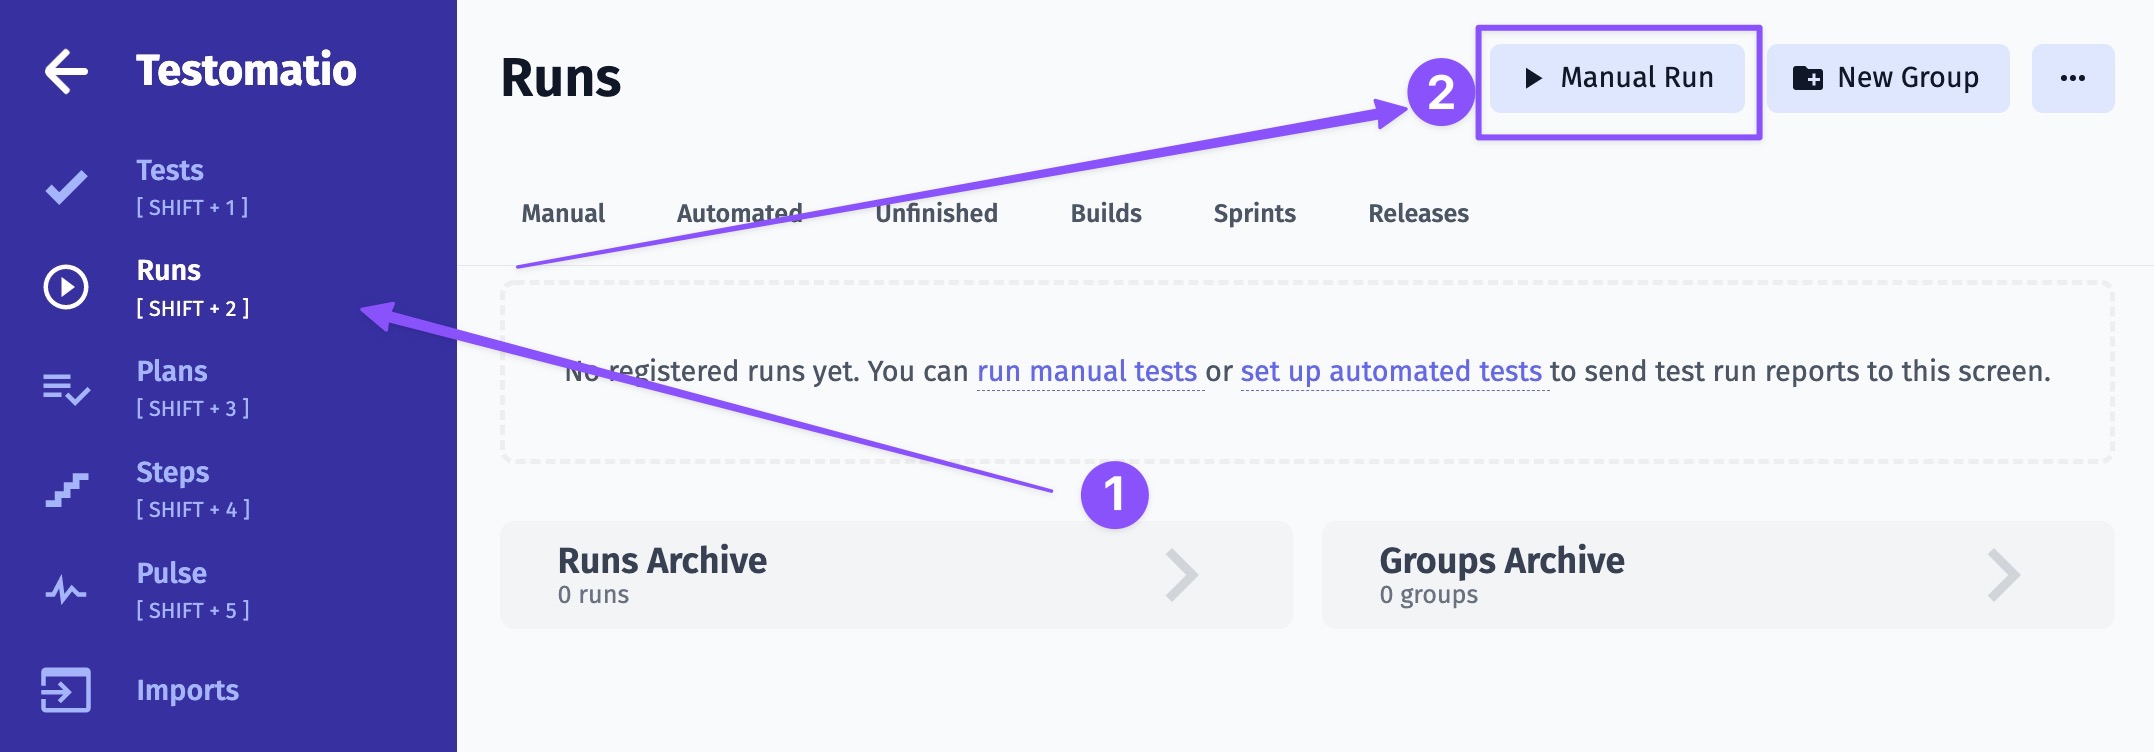 Testomatio
Tests
[ SHIFT + 1 ]
Runs
[ SHIFT + 2 ]
Plans
[ SHIFT + 3 ]
Steps
[ SHIFT + 4 ]
Pulse
[ SHIFT + 5 ]
Imports
Runs
2
Manual Run
New Group
Manual Automated Unfinished Builds Sprints Releases
No registered runs yet. You can run manual tests or set up automated tests to send test run reports to this screen.
1
Runs Archive
0 runs
Groups Archive
0 groups